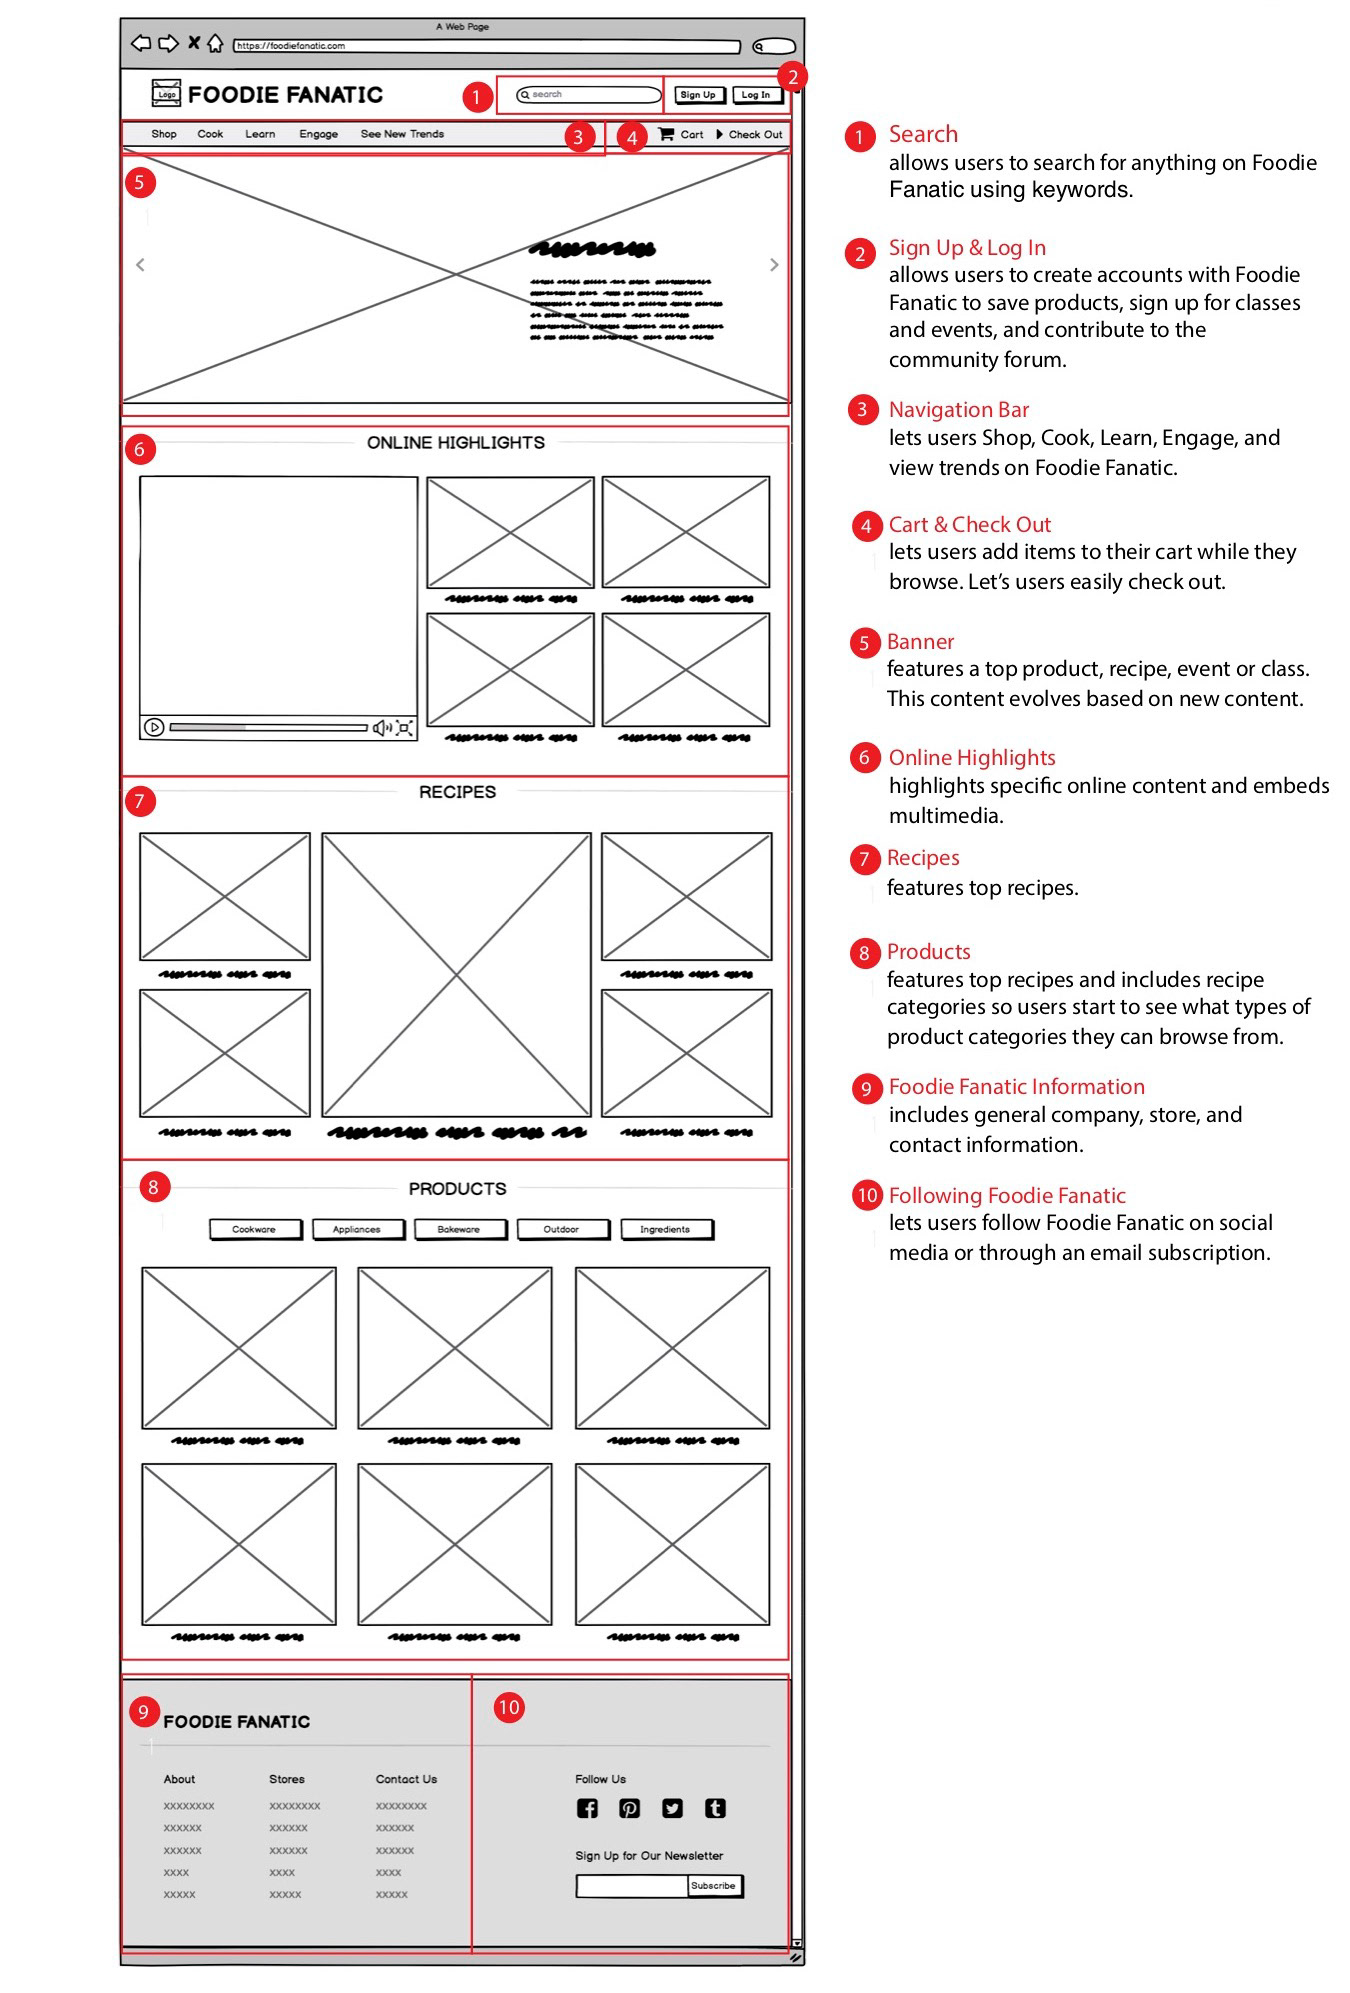 A Web Page
https://foodiefanatic.com
Logo FOODIE FANATIC 1 search Sign Up Log In 2
Shop Cook Learn Engage See New Trends 3 4 Cart Check Out
5
6 ONLINE HIGHLIGHTS
7 RECIPES
8 PRODUCTS
Cookware Appliances Bakeware Outdoor Ingredients
9 FOODIE FANATIC 10
About Stores Contact Us Follow Us
xxxxxxxx xxxxxxxx xxxxxxxx
xxxxxx xxxxxx xxxxxx
xxxxxx xxxxxx xxxxxx
xxxx xxxx xxxx
xxxxx xxxxx xxxxx
Sign Up for Our Newsletter
Subscribe
1 Search
allows users to search for anything on Foodie
Fanatic using keywords.
2 Sign Up & Log In
allows users to create accounts with Foodie
Fanatic to save products, sign up for classes
and events, and contribute to the
community forum.
3 Navigation Bar
lets users Shop, Cook, Learn, Engage, and
view trends on Foodie Fanatic.
4 Cart & Check Out
lets users add items to their cart while they
browse. Let’s users easily check out.
5 Banner
features a top product, recipe, event or class.
This content evolves based on new content.
6 Online Highlights
highlights specific online content and embeds
multimedia.
7 Recipes
features top recipes.
8 Products
features top recipes and includes recipe
categories so users start to see what types of
product categories they can browse from.
9 Foodie Fanatic Information
includes general company, store, and
contact information.
10 Following Foodie Fanatic
lets users follow Foodie Fanatic on social
media or through an email subscription.